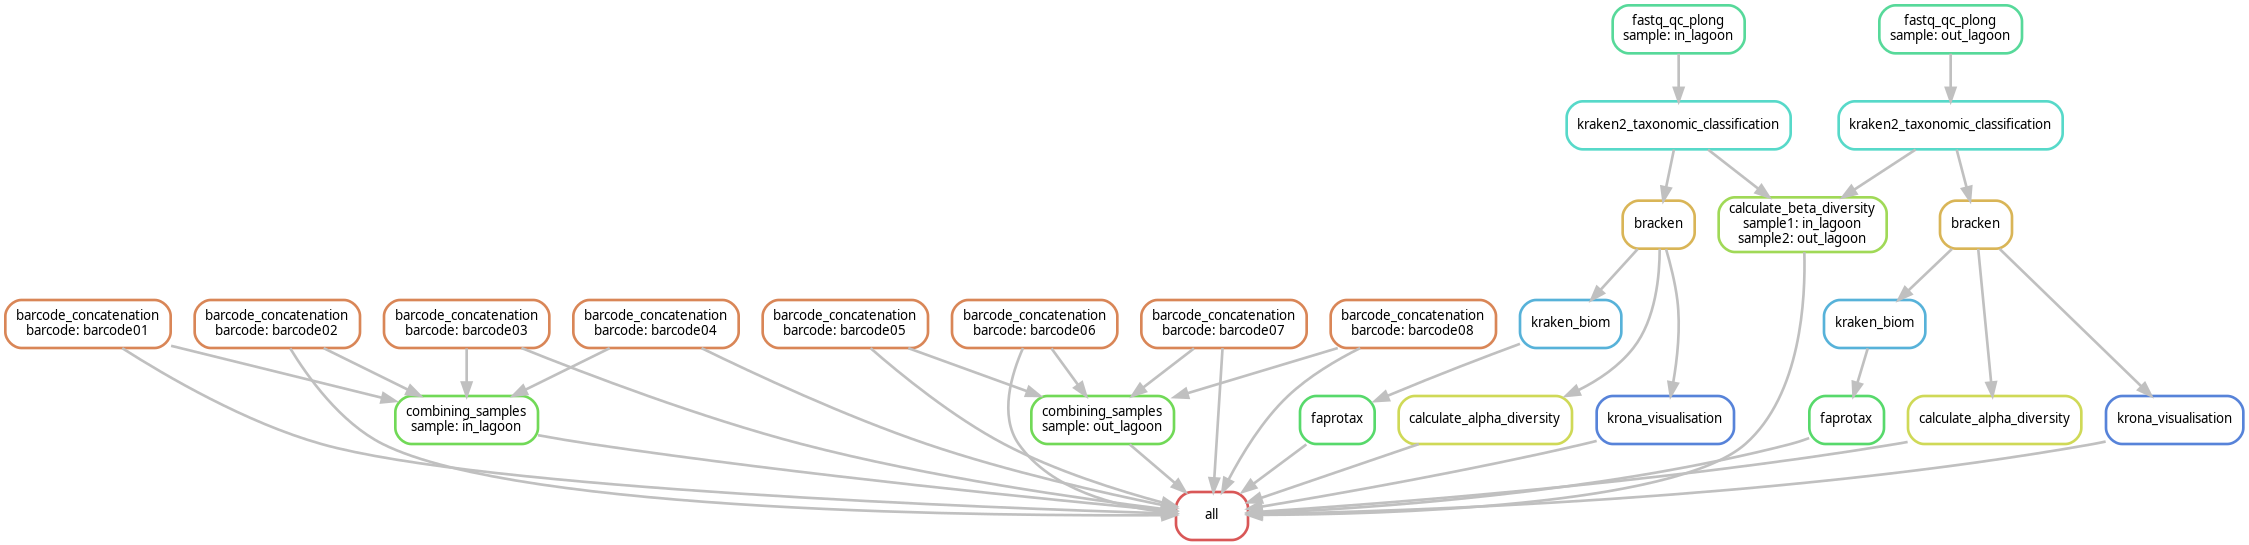 fastq_qc_plong
sample: in_lagoon
fastq_qc_plong
sample: out_lagoon
kraken2_taxonomic_classification
kraken2_taxonomic_classification
bracken
calculate_beta_diversity
sample1: in_lagoon
sample2: out_lagoon
bracken
barcode_concatenation
barcode: barcode01
barcode_concatenation
barcode: barcode02
barcode_concatenation
barcode: barcode03
barcode_concatenation
barcode: barcode04
barcode_concatenation
barcode: barcode05
barcode_concatenation
barcode: barcode06
barcode_concatenation
barcode: barcode07
barcode_concatenation
barcode: barcode08
kraken_biom
kraken_biom
combining_samples
sample: in_lagoon
combining_samples
sample: out_lagoon
faprotax
calculate_alpha_diversity
krona_visualisation
faprotax
calculate_alpha_diversity
krona_visualisation
all